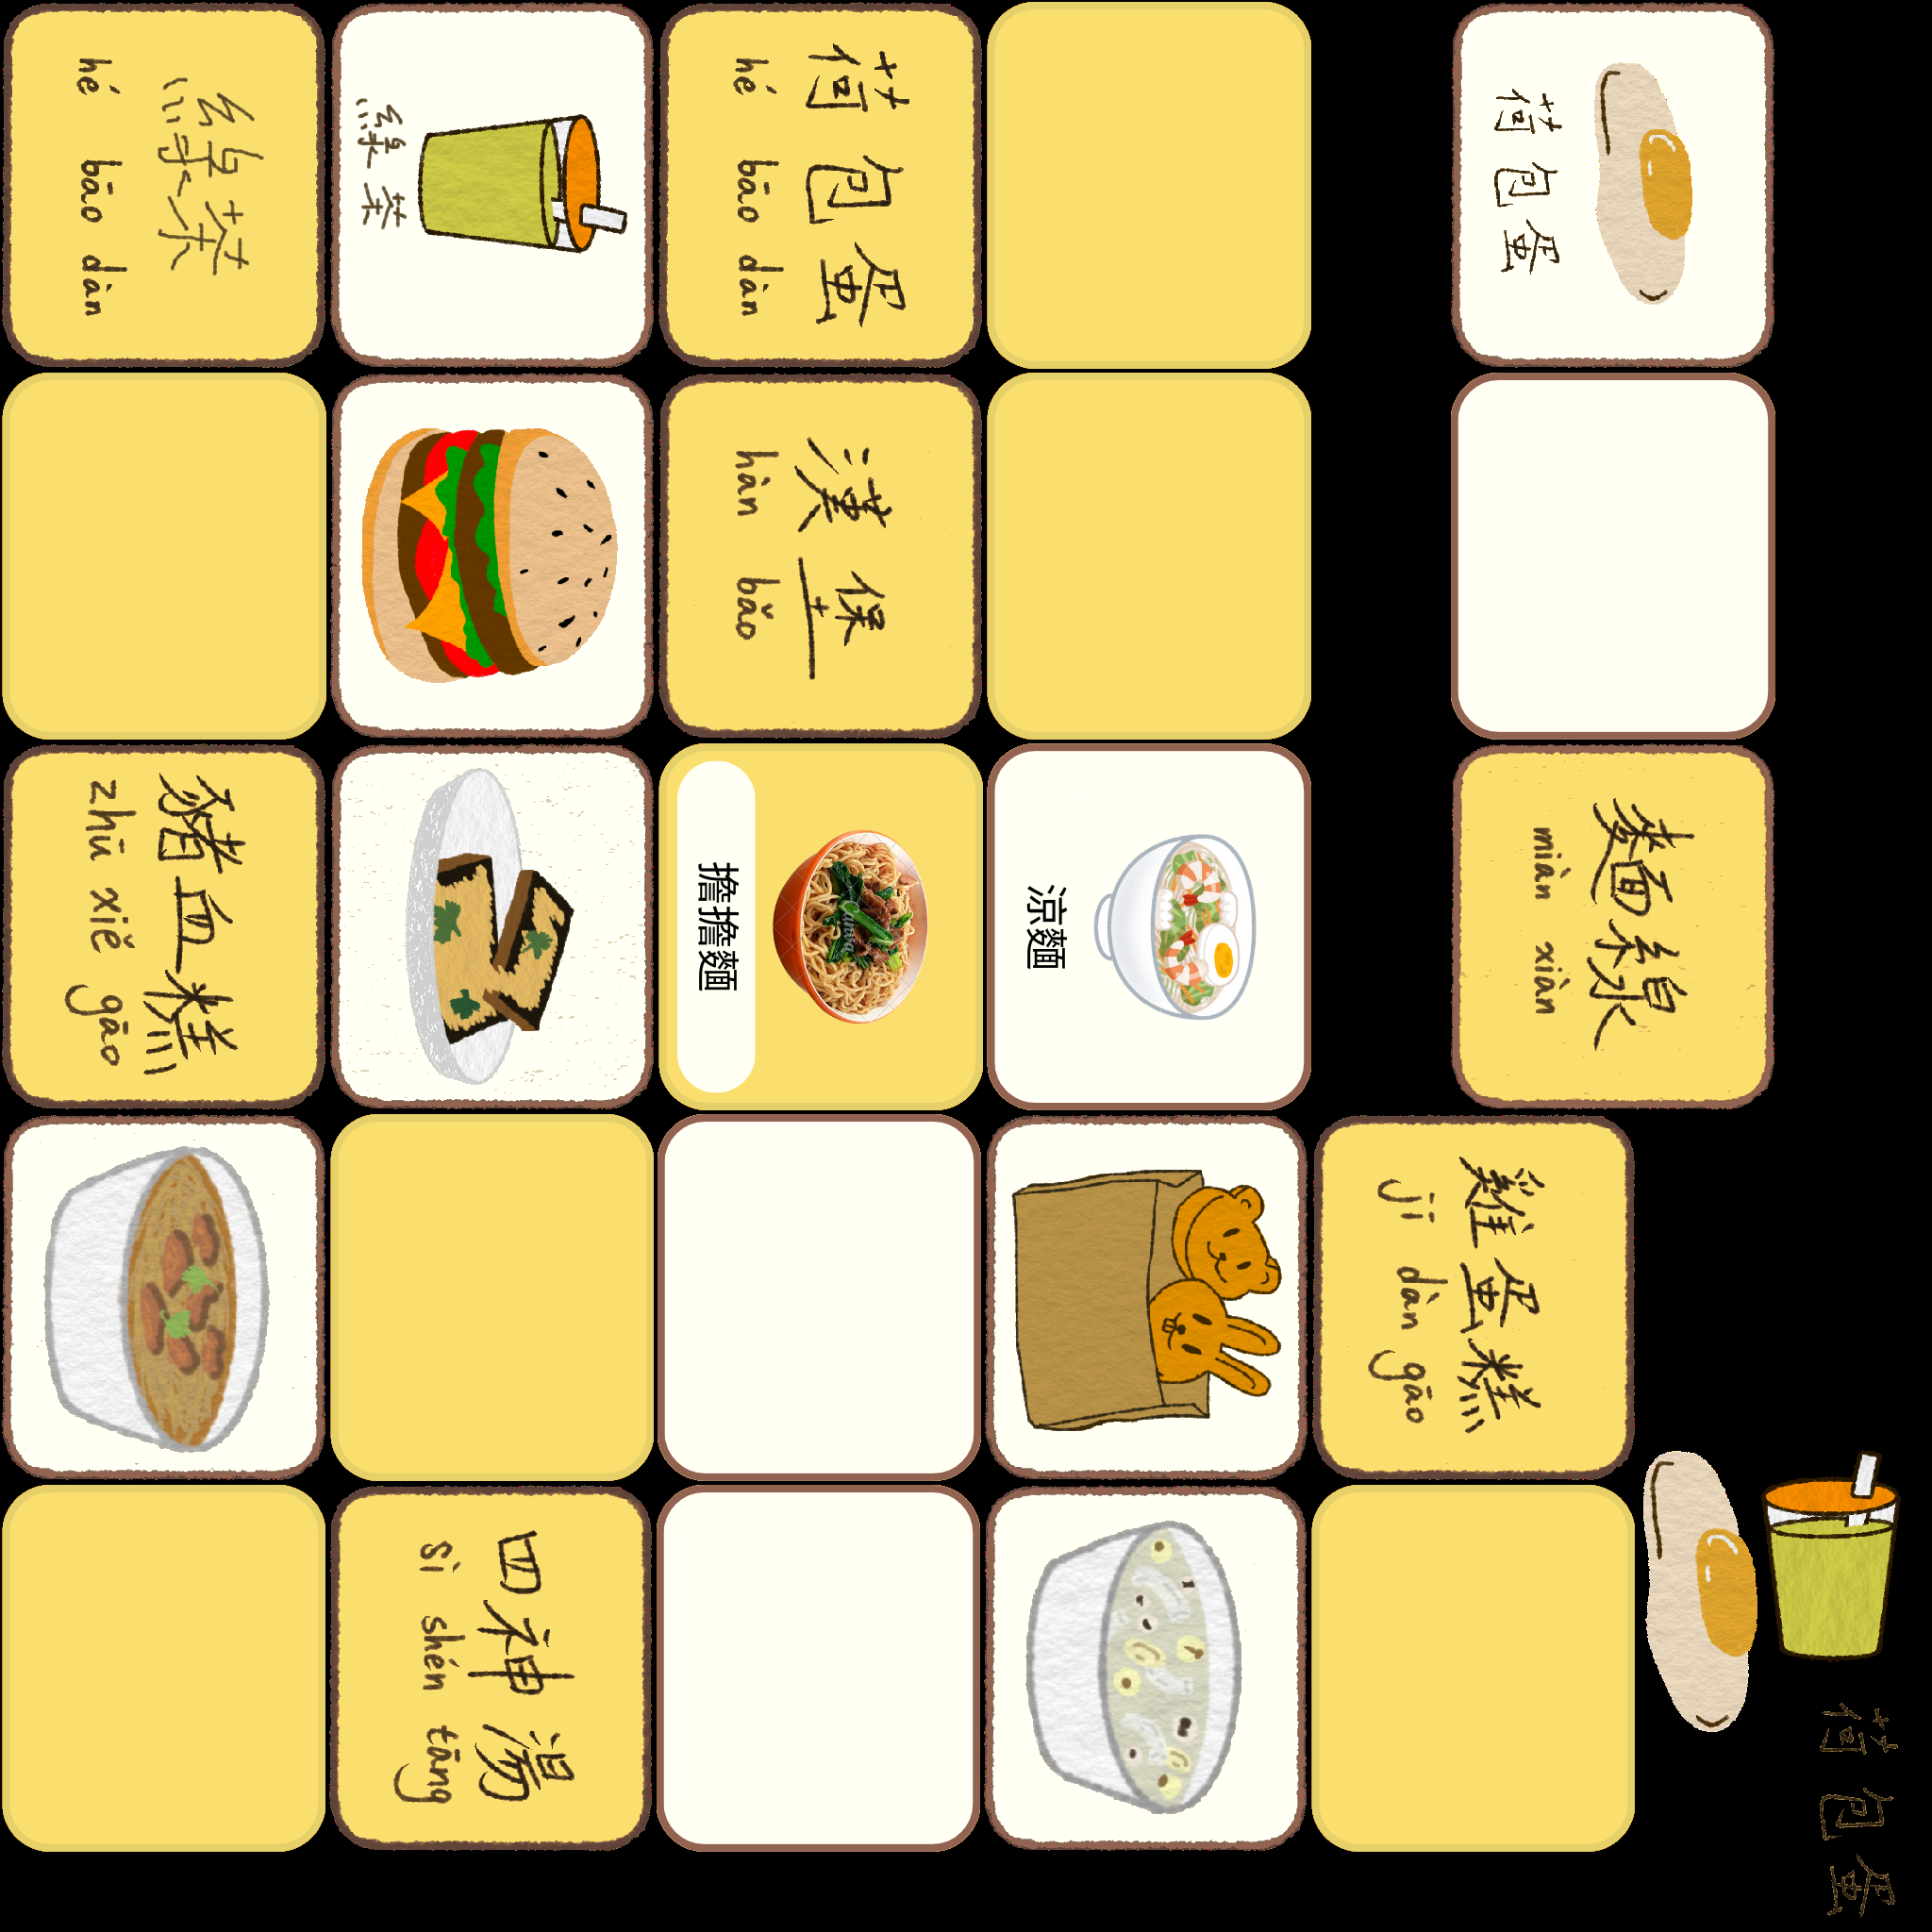 綠茶
hé bāo dàn
綠茶
荷包蛋
hé bāo dàn
荷包蛋
漢堡
hàn bǎo
豬血糕
zhū xiě gāo
擔擔麵
涼麵
麵線
miàn xiàn
雞蛋糕
jī dàn gāo
四神湯
sì shén tāng
荷包蛋